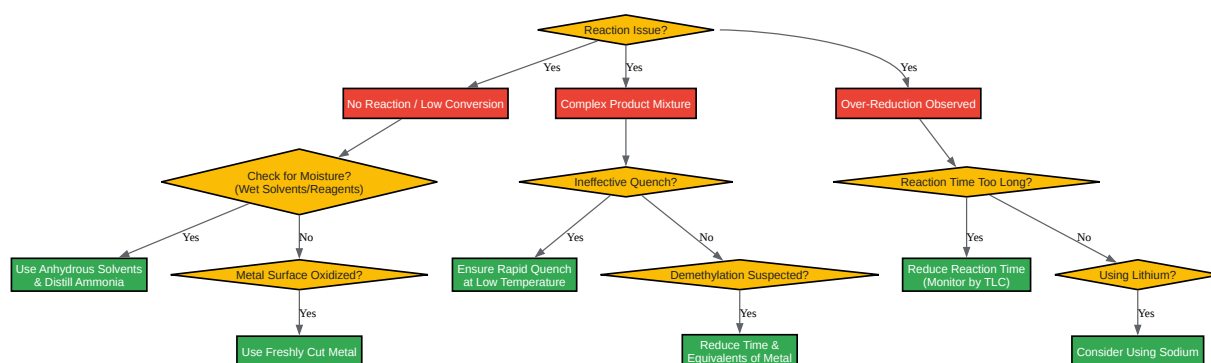 Reaction Issue?
Yes
Yes
Yes
No Reaction / Low Conversion
Complex Product Mixture
Over-Reduction Observed
Check for Moisture?
(Wet Solvents/Reagents)
Ineffective Quench?
Reaction Time Too Long?
Yes
No
Yes
No
Yes
No
Use Anhydrous Solvents
& Distill Ammonia
Metal Surface Oxidized?
Ensure Rapid Quench
at Low Temperature
Demethylation Suspected?
Reduce Reaction Time
(Monitor by TLC)
Using Lithium?
Yes
Yes
Yes
Use Freshly Cut Metal
Reduce Time &
Equivalents of Metal
Consider Using Sodium